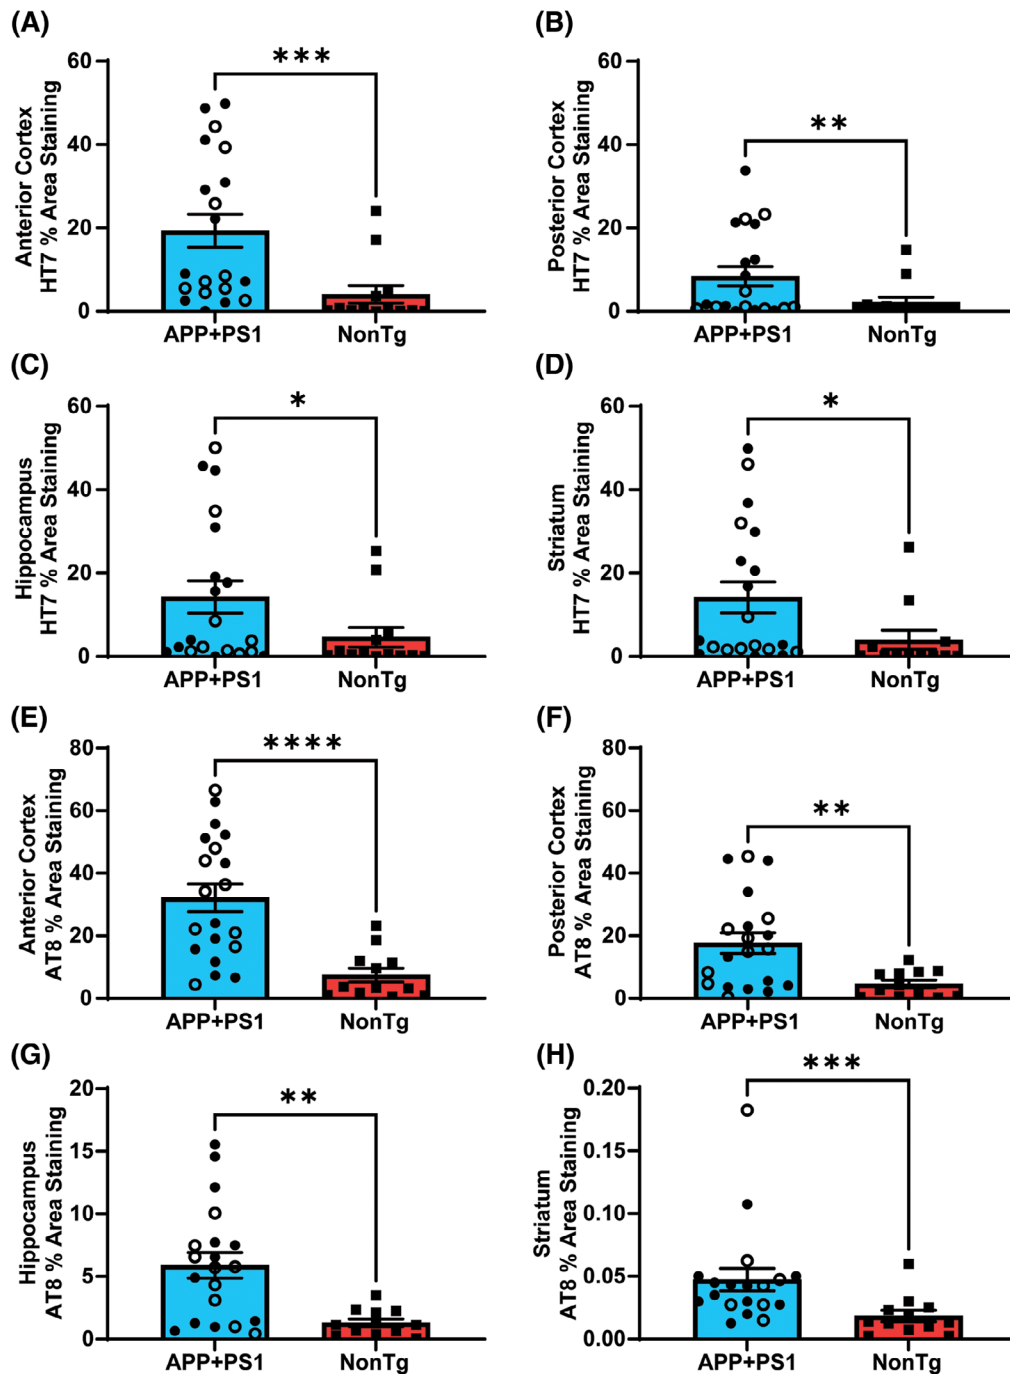 (A)
Anterior Cortex
HT7 % Area Staining
60
40
20
0
***
APP+PS1 NonTg
(B)
Posterior Cortex
HT7 % Area Staining
60
40
20
0
**
APP+PS1 NonTg
(C)
Hippocampus
HT7 % Area Staining
60
40
20
0
*
APP+PS1 NonTg
(D)
Striatum
HT7 % Area Staining
60
40
20
0
*
APP+PS1 NonTg
(E)
Anterior Cortex
AT8 % Area Staining
80
60
40
20
0
****
APP+PS1 NonTg
(F)
Posterior Cortex
AT8 % Area Staining
80
60
40
20
0
**
APP+PS1 NonTg
(G)
Hippocampus
AT8 % Area Staining
20
15
10
5
0
**
APP+PS1 NonTg
(H)
Striatum
AT8 % Area Staining
0.20
0.15
0.10
0.05
0.00
***
APP+PS1 NonTg